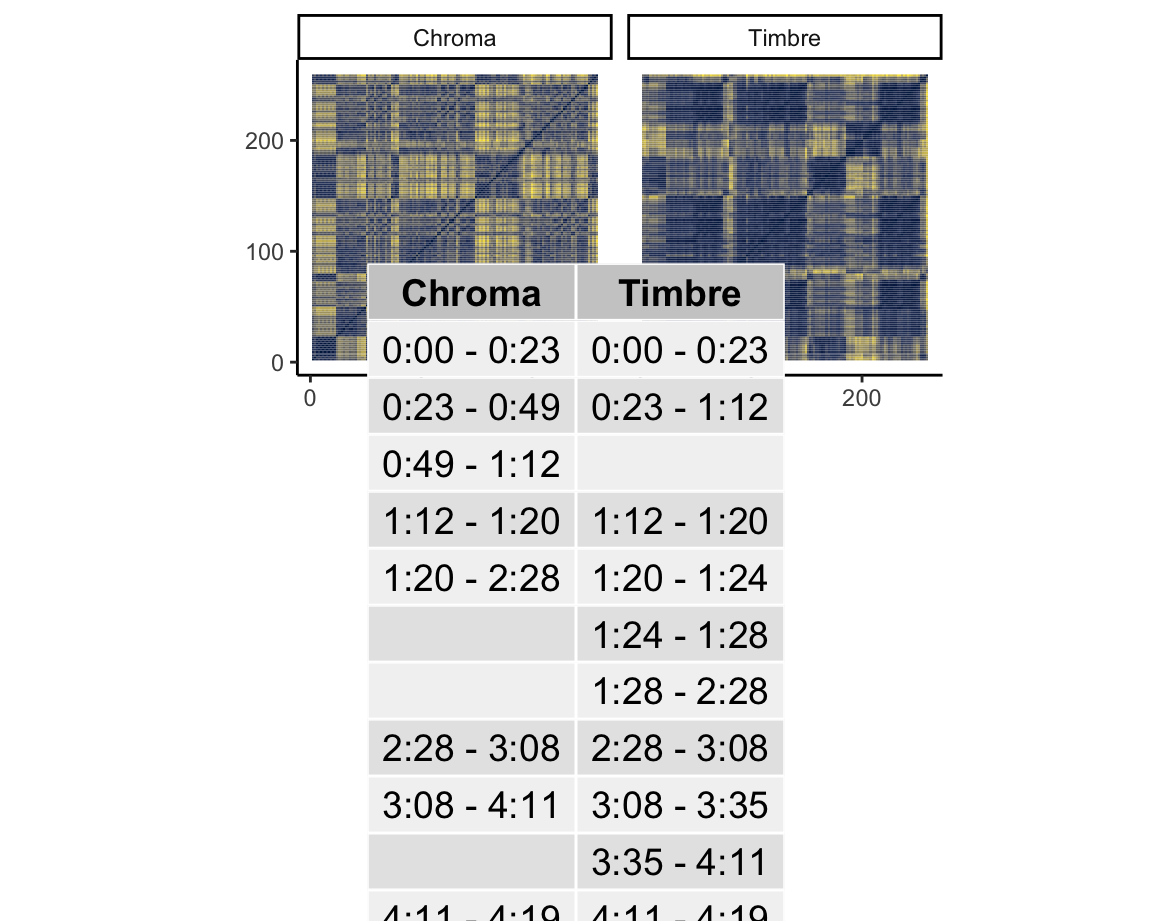 Chroma Timbre
200
100
0
0 200
Chroma Timbre
0:00 - 0:23 0:00 - 0:23
0:23 - 0:49 0:23 - 1:12
0:49 - 1:12
1:12 - 1:20 1:12 - 1:20
1:20 - 2:28 1:20 - 1:24
1:24 - 1:28
1:28 - 2:28
2:28 - 3:08 2:28 - 3:08
3:08 - 4:11 3:08 - 3:35
3:35 - 4:11
4:11 - 4:19 4:11 - 4:19